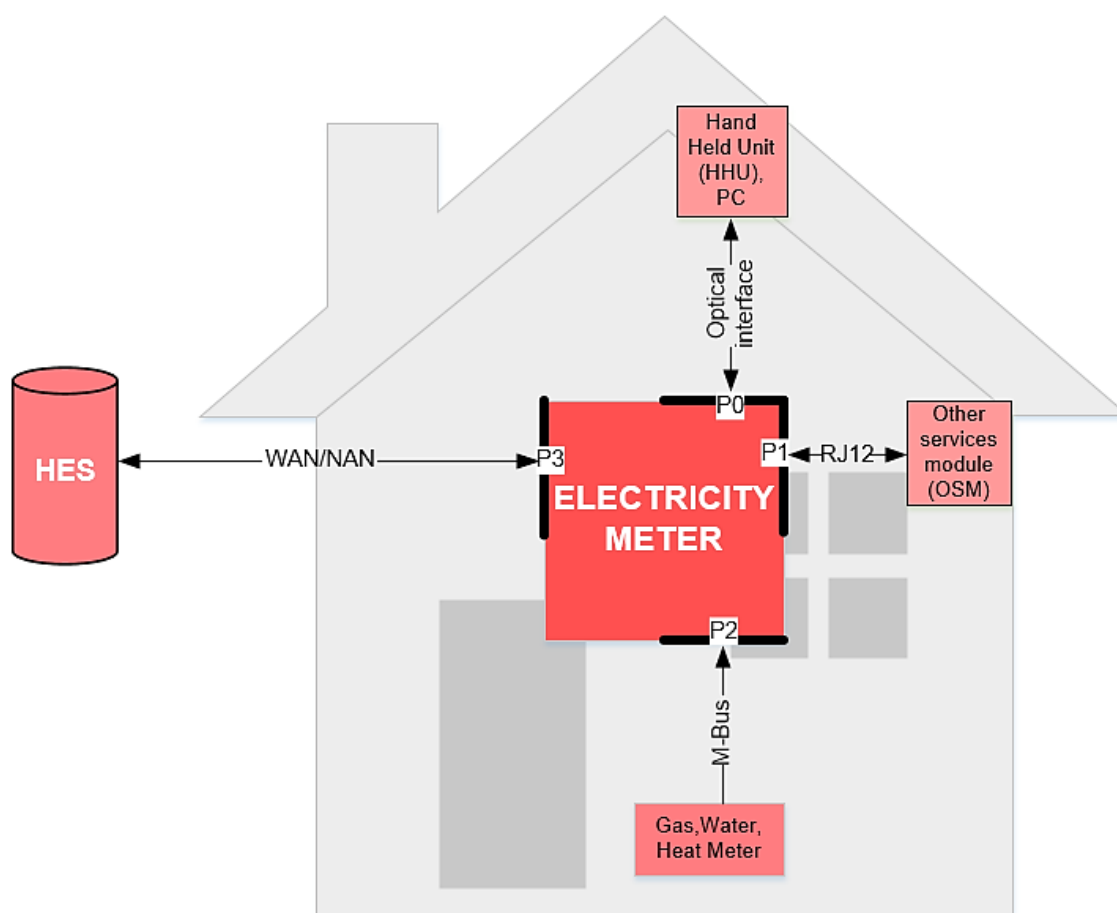 Hand
Held Unit
(HHU),
PC
Optical
interface
P0
HES
WAN/NAN
P3
P1
RJ12
Other
services
module
(OSM)
ELECTRICITY
METER
P2
M-Bus
Gas,Water,
Heat Meter